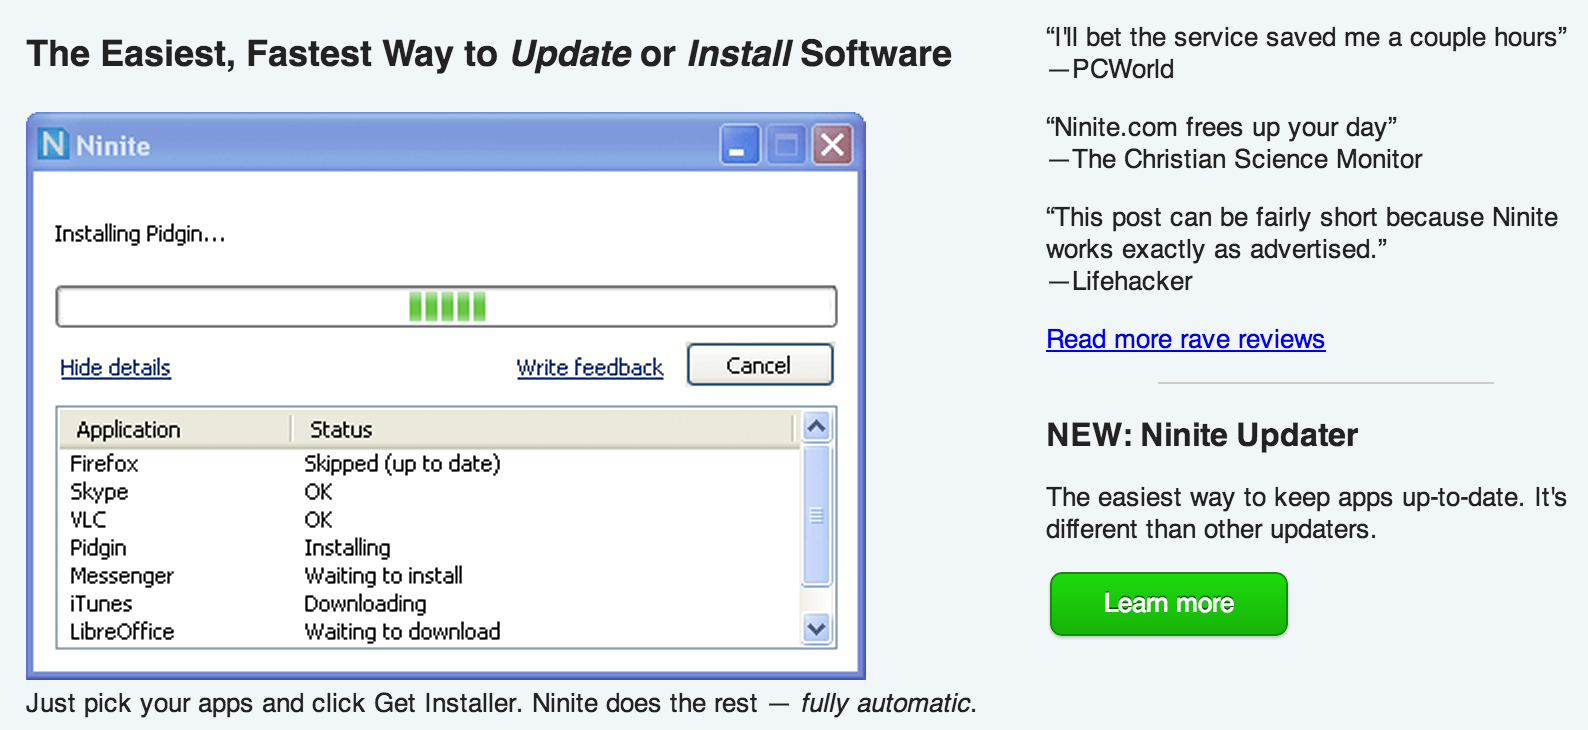 The Easiest, Fastest Way to Update or Install Software
Ninite
Installing Pidgin...
Hide details
Write feedback
Cancel
Application Status
Firefox Skipped (up to date)
Skype OK
VLC OK
Pidgin Installing
Messenger Waiting to install
iTunes Downloading
LibreOffice Waiting to download
Just pick your apps and click Get Installer. Ninite does the rest — fully automatic.
“I'll bet the service saved me a couple hours”
—PCWorld
“Ninite.com frees up your day”
—The Christian Science Monitor
“This post can be fairly short because Ninite
works exactly as advertised.”
—Lifehacker
Read more rave reviews
NEW: Ninite Updater
The easiest way to keep apps up-to-date. It's
different than other updaters.
Learn more